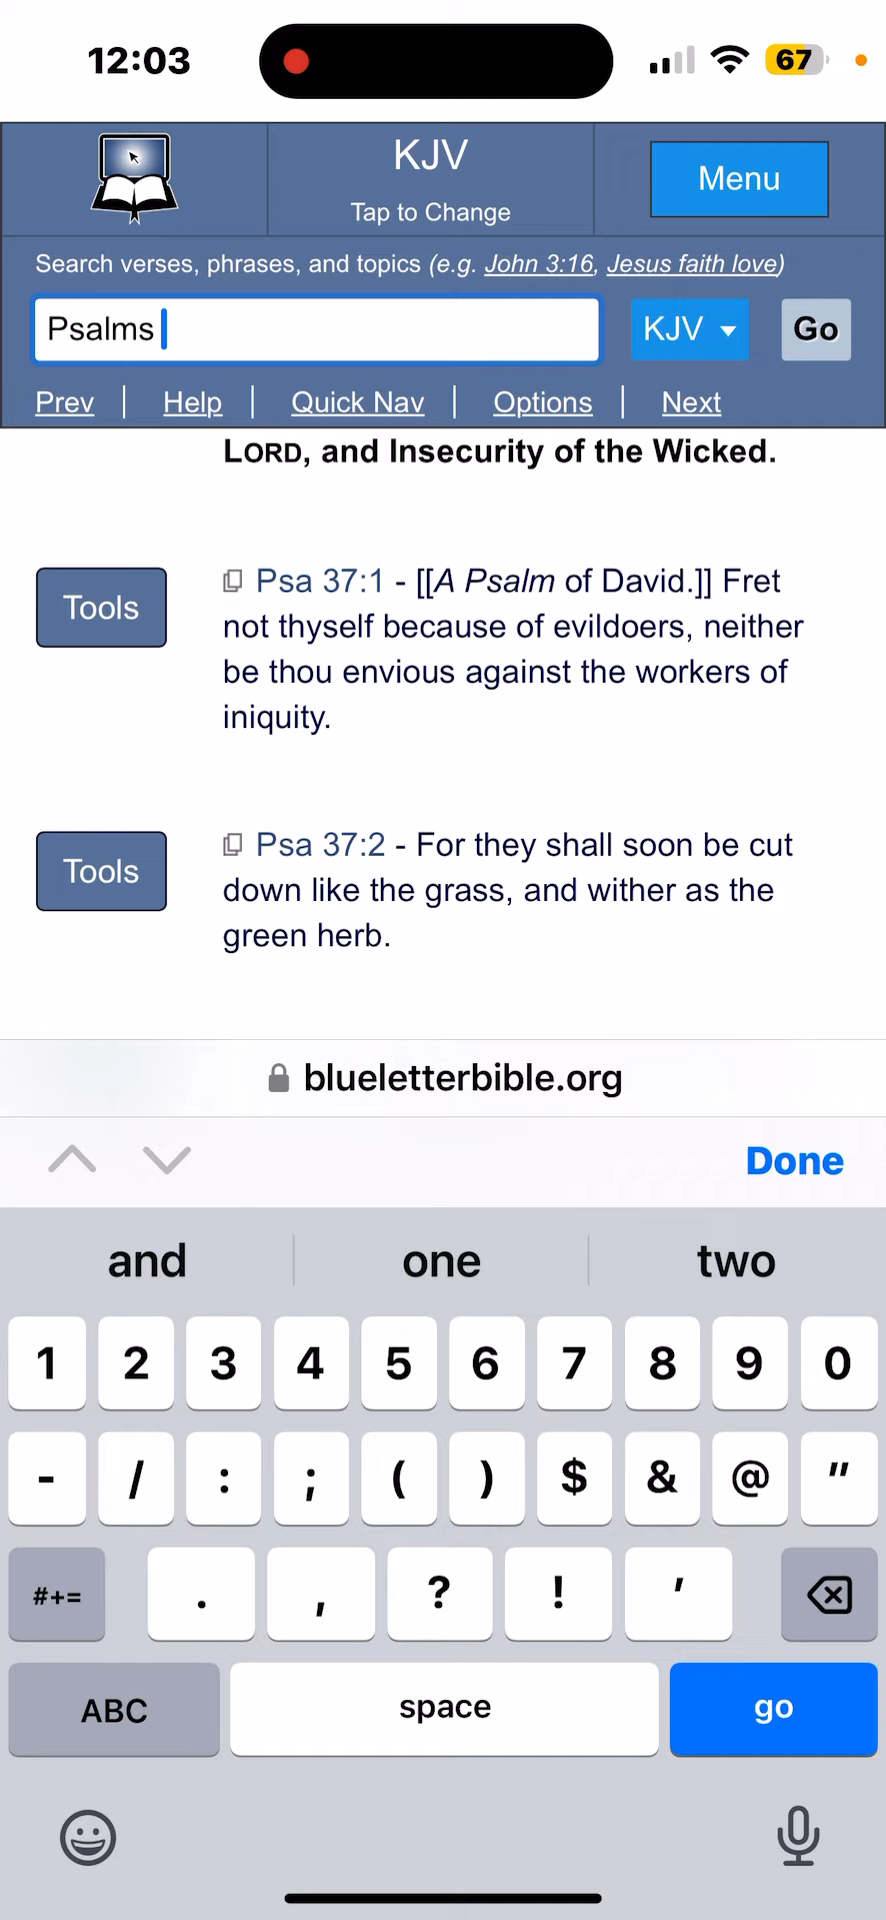 12:03
67
KJV
Tap to Change
Menu
Search verses, phrases, and topics (e.g. John 3:16, Jesus faith love)
Psalms
KJV
Go
Prev | Help | Quick Nav | Options | Next
LORD, and Insecurity of the Wicked.
Tools
Psa 37:1 - [[A Psalm of David.]] Fret
not thyself because of evildoers, neither
be thou envious against the workers of
iniquity.
Tools
Psa 37:2 - For they shall soon be cut
down like the grass, and wither as the
green herb.
blueletterbible.org
Done
and one two
1 2 3 4 5 6 7 8 9 0
- / : ; ( ) $ & @ "
#+= . , ? ! '
ABC space go